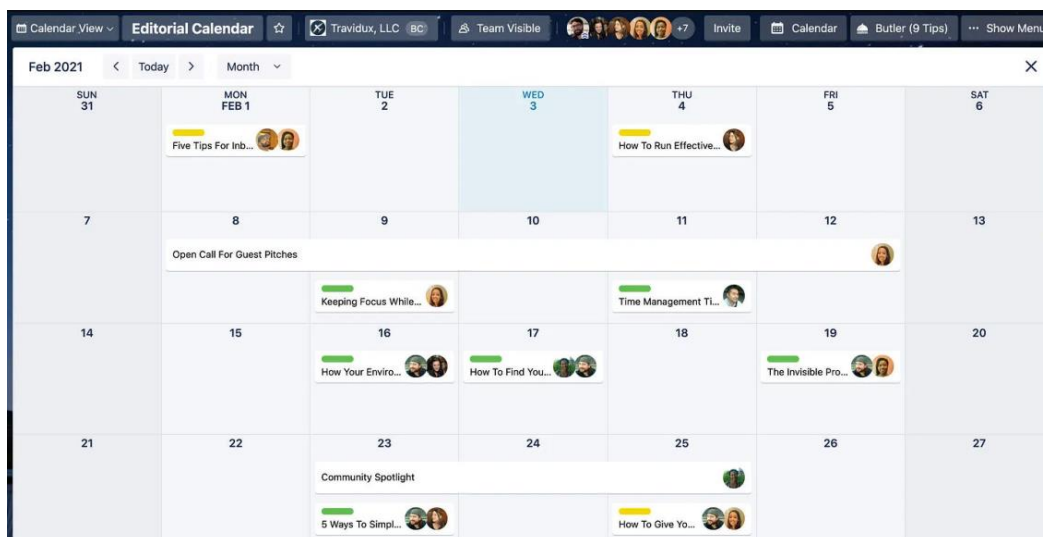 Calendar View
Editorial Calendar
Travidux, LLC BC
Team Visible
+7
Invite
Calendar
Butler (9 Tips)
... Show Menu
Feb 2021
Today
Month
SUN MON TUE WED THU FRI SAT
31 FEB 1 2 3 4 5 6
Five Tips For Inb...
How To Run Effective...
7 8 9 10 11 12 13
Open Call For Guest Pitches
Keeping Focus While...
Time Management Ti...
14 15 16 17 18 19 20
How Your Enviro...
How To Find You...
The Invisible Pro...
21 22 23 24 25 26 27
Community Spotlight
5 Ways To Simpl...
How To Give Yo...